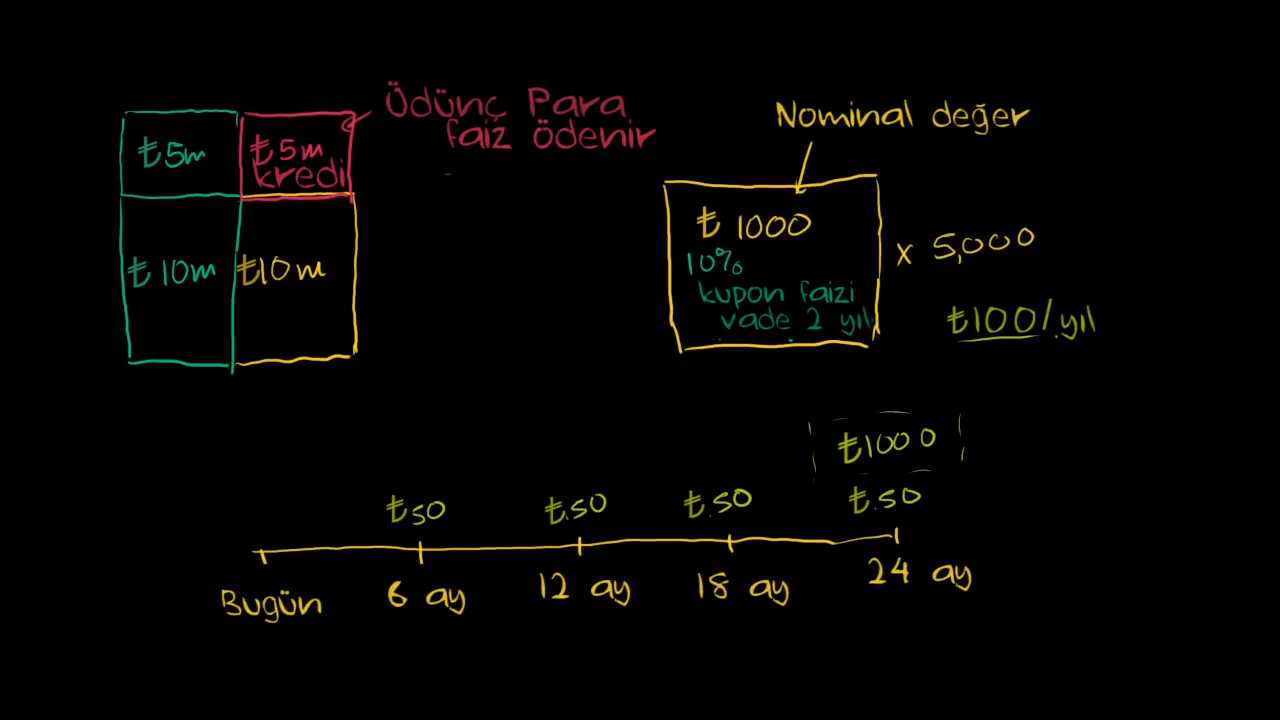 ₺5m
₺5m
kredi
₺10m
₺10m
Üdünç Para
faiz ödenir
Nominal değer
₺ 1000
10%
kupon faizi
vade 2 yıl
x 5,000
₺100/yıl
₺1000
₺50
₺.50
₺.50
₺.50
Bugün
6 ay
12 ay
18 ay
24 ay